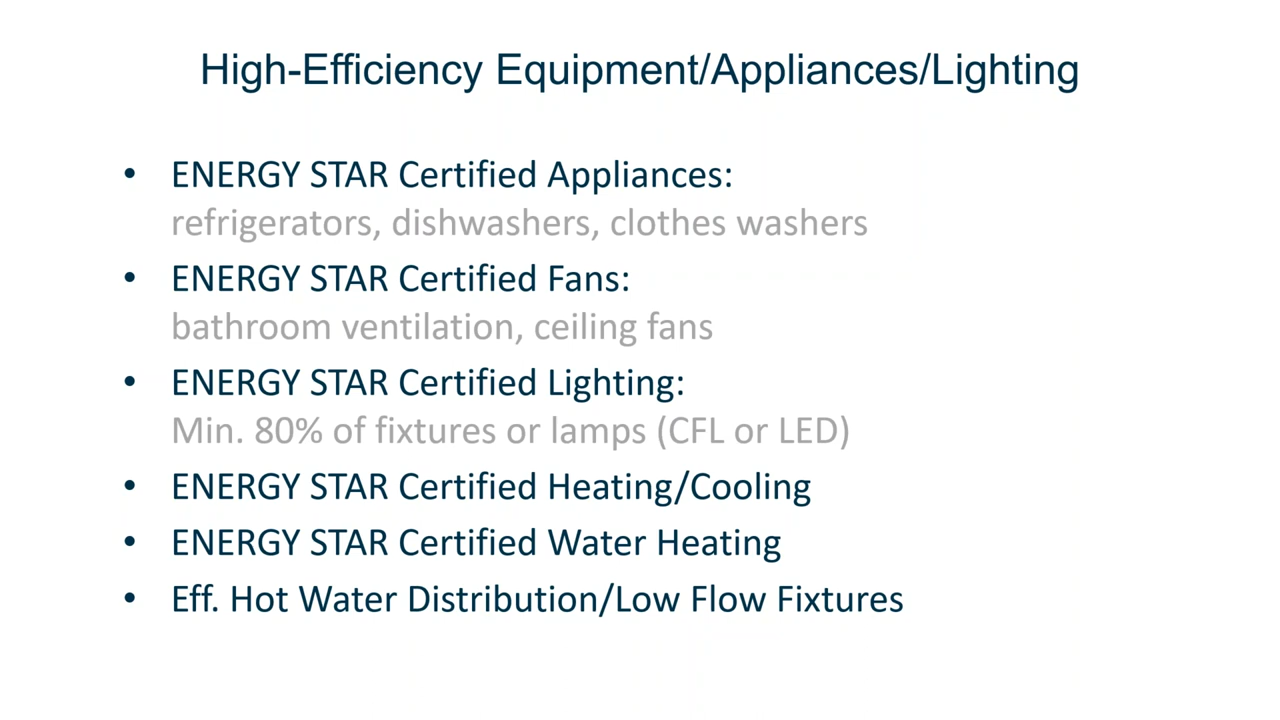 High-Efficiency Equipment/Appliances/Lighting
• ENERGY STAR Certified Appliances:
refrigerators, dishwashers, clothes washers
• ENERGY STAR Certified Fans:
bathroom ventilation, ceiling fans
• ENERGY STAR Certified Lighting:
Min. 80% of fixtures or lamps (CFL or LED)
• ENERGY STAR Certified Heating/Cooling
• ENERGY STAR Certified Water Heating
• Eff. Hot Water Distribution/Low Flow Fixtures